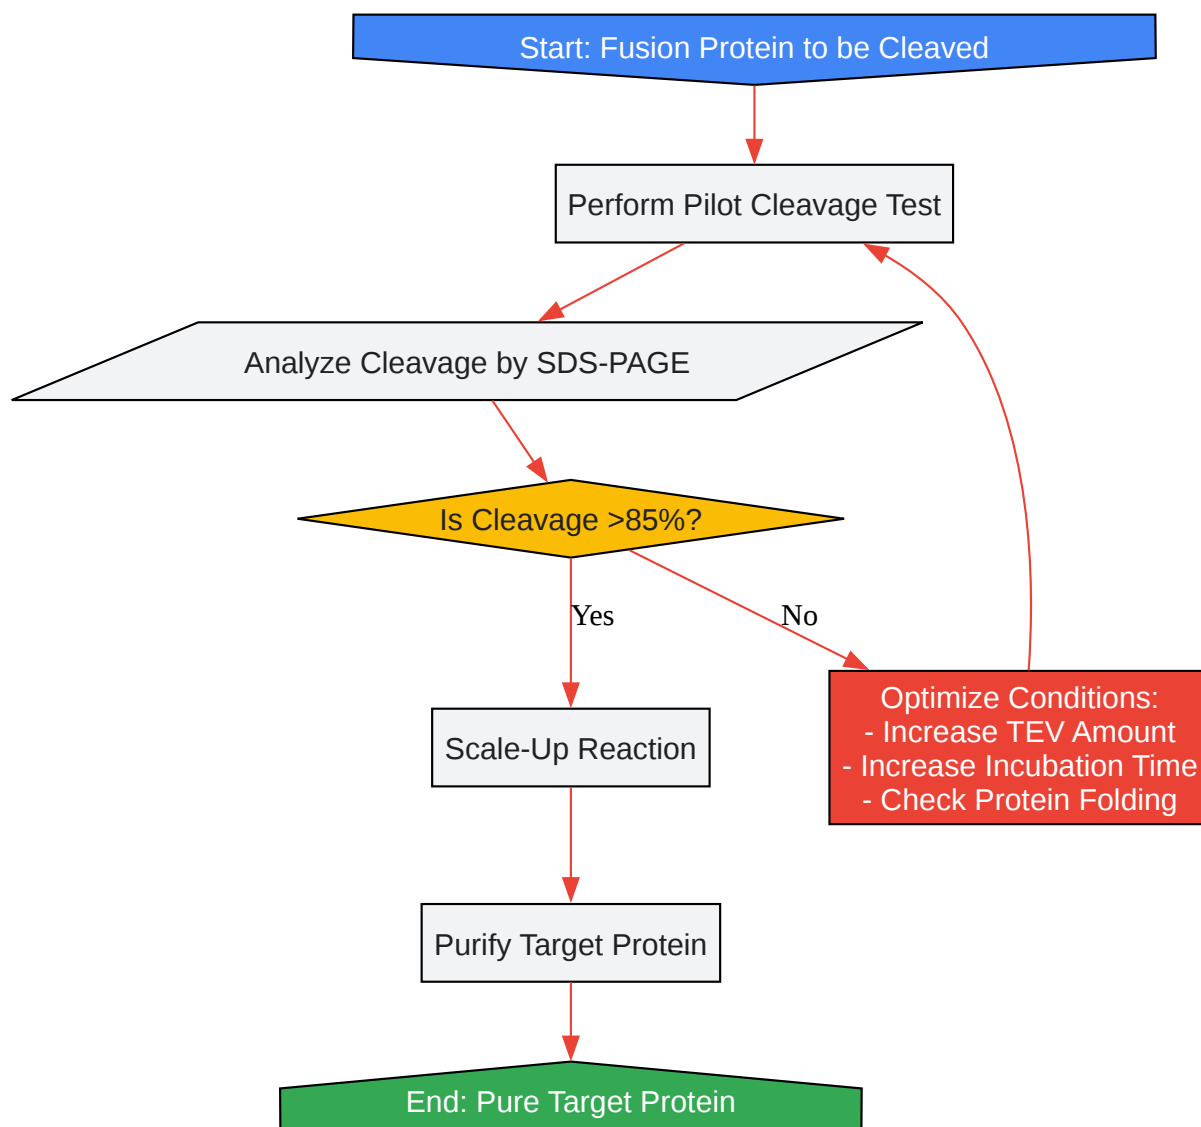 Start: Fusion Protein to be Cleaved
Perform Pilot Cleavage Test
Analyze Cleavage by SDS-PAGE
Is Cleavage >85%?
Yes
No
Optimize Conditions:
- Increase TEV Amount
- Increase Incubation Time
- Check Protein Folding
Scale-Up Reaction
Purify Target Protein
End: Pure Target Protein